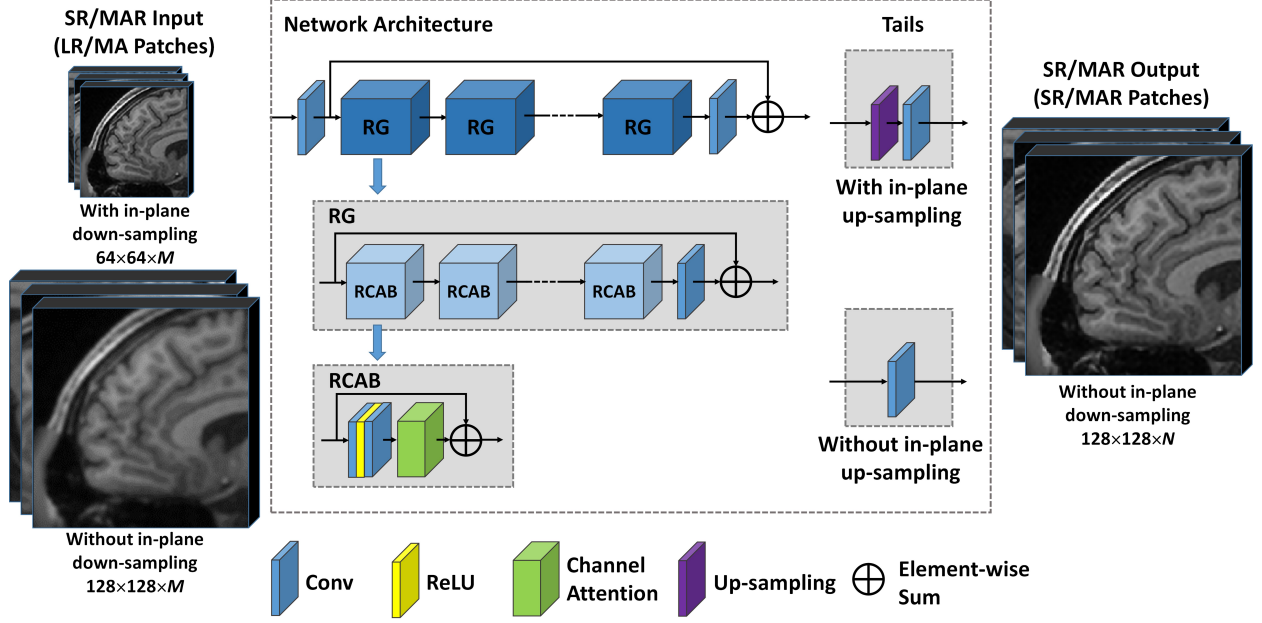 SR/MAR Input
(LR/MA Patches)
With in-plane
down-sampling
64×64×M
Without in-plane
down-sampling
128×128×M
Network Architecture
Tails
RG
RG
RG
RG
RCAB
RCAB
RCAB
RCAB
With in-plane
up-sampling
Without in-plane
up-sampling
SR/MAR Output
(SR/MAR Patches)
Without in-plane
down-sampling
128×128×N
Conv
ReLU
Channel
Attention
Up-sampling
Element-wise
Sum